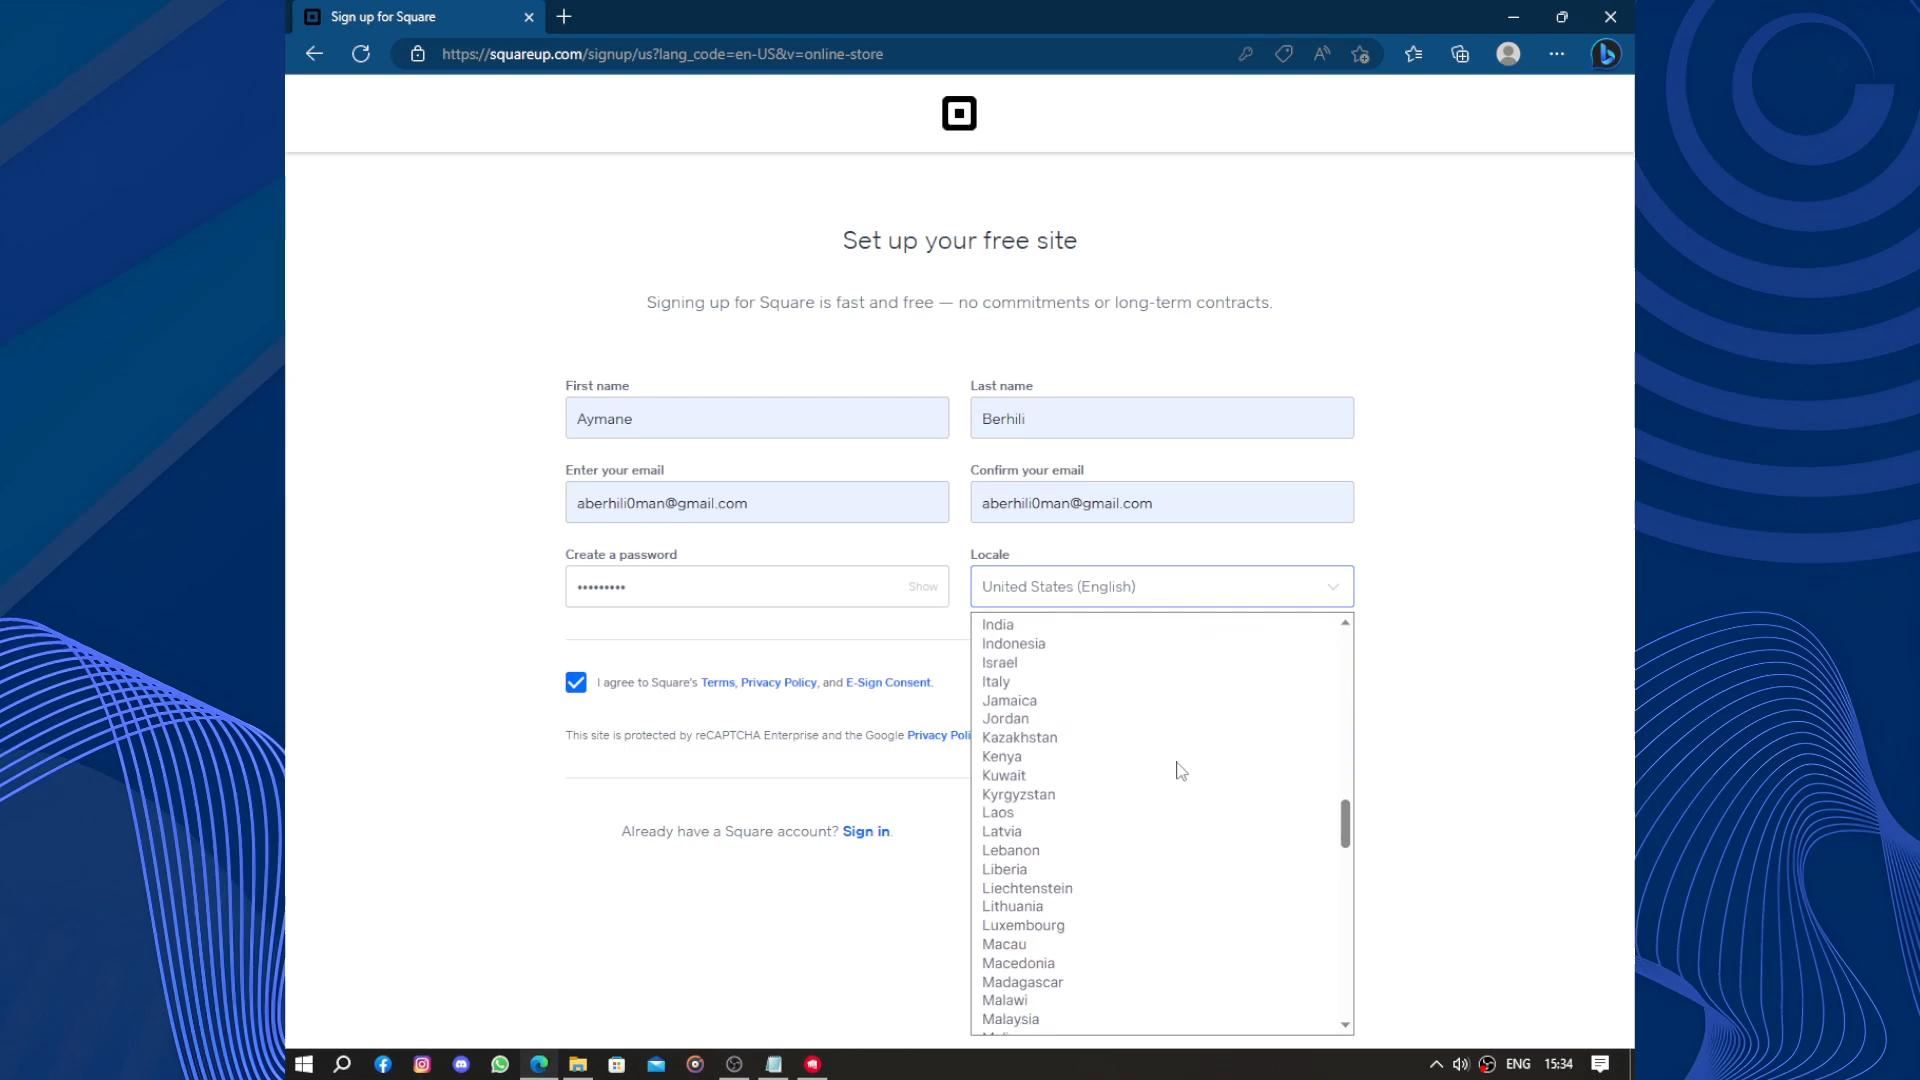 Sign up for Square
https://squareup.com/signup/us?lang_code=en-US&v=online-store
Set up your free site
Signing up for Square is fast and free — no commitments or long-term contracts.
First name
Last name
Aymane
Berhili
Enter your email
Confirm your email
aberhili0man@gmail.com
aberhili0man@gmail.com
Create a password
Locale
•••••••••
Show
United States (English)
India
Indonesia
Israel
Italy
Jamaica
Jordan
Kazakhstan
Kenya
Kuwait
Kyrgyzstan
Laos
Latvia
Lebanon
Liberia
Liechtenstein
Lithuania
Luxembourg
Macau
Macedonia
Madagascar
Malawi
Malaysia
I agree to Square's Terms, Privacy Policy, and E-Sign Consent.
This site is protected by reCAPTCHA Enterprise and the Google Privacy Poli
Already have a Square account? Sign in.
ENG
15:34